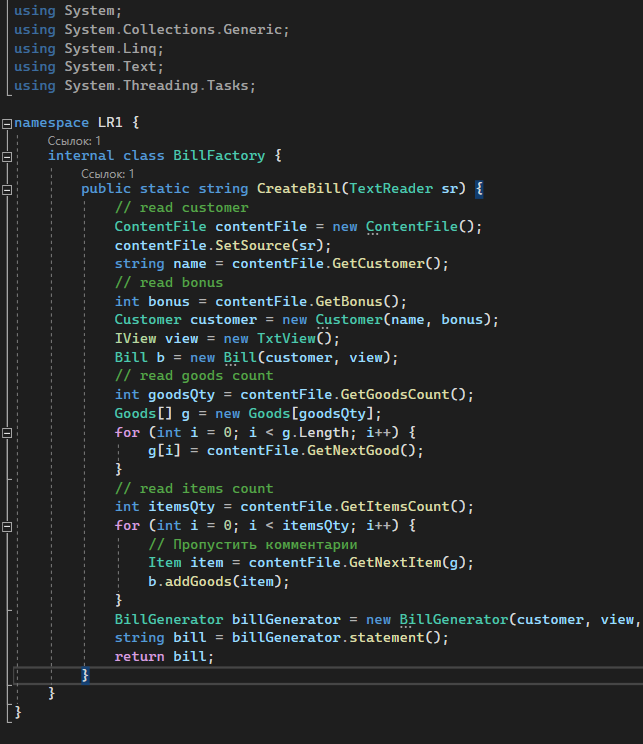 using System;
using System.Collections.Generic;
using System.Linq;
using System.Text;
using System.Threading.Tasks;
namespace LR1 {
Ссылок: 1
internal class BillFactory {
Ссылок: 1
public static string CreateBill(TextReader sr) {
// read customer
ContentFile contentFile = new ContentFile();
contentFile.SetSource(sr);
string name = contentFile.GetCustomer();
// read bonus
int bonus = contentFile.GetBonus();
Customer customer = new Customer(name, bonus);
IView view = new TxtView();
Bill b = new Bill(customer, view);
// read goods count
int goodsQty = contentFile.GetGoodsCount();
Goods[] g = new Goods[goodsQty];
for (int i = 0; i < g.Length; i++) {
g[i] = contentFile.GetNextGood();
}
// read items count
int itemsQty = contentFile.GetItemsCount();
for (int i = 0; i < itemsQty; i++) {
// Пропустить комментарии
Item item = contentFile.GetNextItem(g);
b.addGoods(item);
}
BillGenerator billGenerator = new BillGenerator(customer, view,
string bill = billGenerator.statement();
return bill;
}
}
}